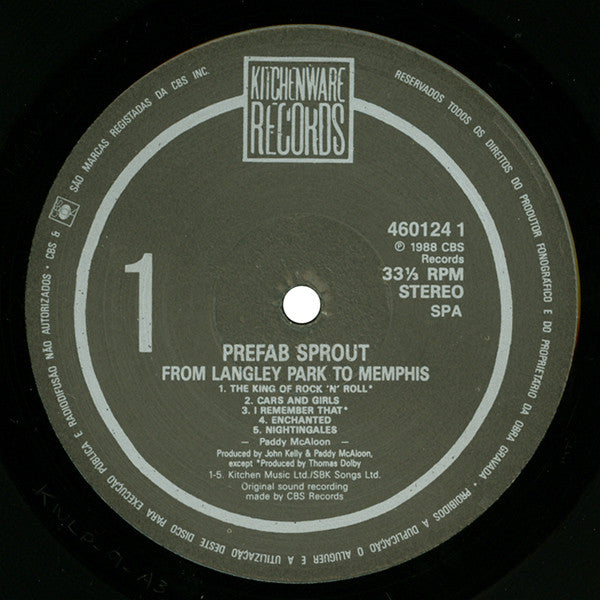 KITCHENWARE
RECORDS
RESERVADOS TODOS OS DIREITOS DO PRODUTOR FONOGRÁFICO E DO PROPRIETÁRIO DA OBRA GRAVADA • PROIBIDOS A DUPLICAÇÃO O ALUGUER E A UTILIZAÇÃO DESTE DISCO PARA EXECUÇÃO PÚBLICA E RADIODIFUSÃO NÃO AUTORIZADOS • CBS & CBS SÃO MARCAS REGISTADAS DA CBS INC.
1
460124 1
℗ 1988 CBS
Records
33⅓ RPM
STEREO
SPA
PREFAB SPROUT
FROM LANGLEY PARK TO MEMPHIS
1. THE KING OF ROCK 'N' ROLL*
2. CARS AND GIRLS
3. I REMEMBER THAT*
4. ENCHANTED
5. NIGHTINGALES
— Paddy McAloon —
Produced by John Kelly & Paddy McAloon,
except *Produced by Thomas Dolby
1-5. Kitchen Music Ltd./SBK Songs Ltd.
Original sound recording
made by CBS Records